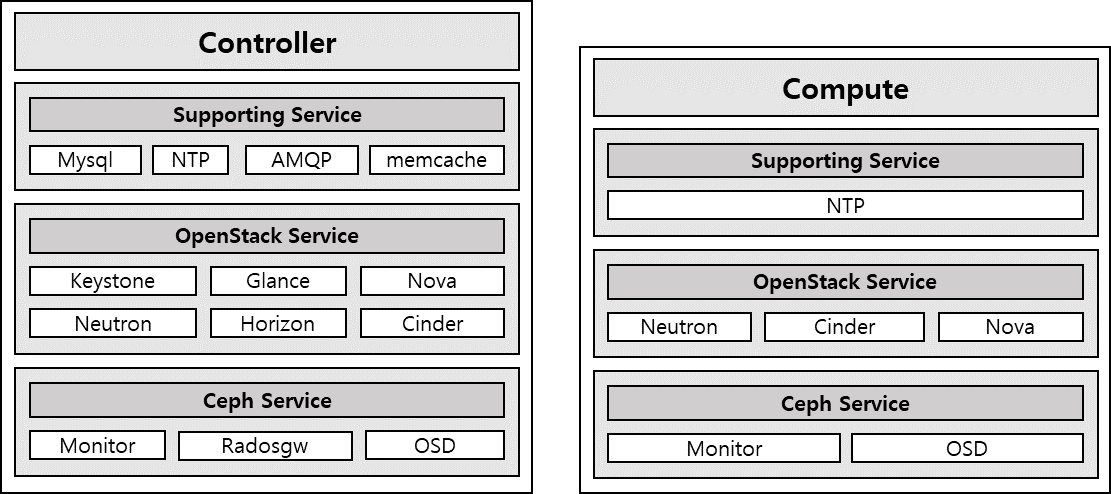 Controller
Supporting Service
Mysql NTP AMQP memcache
OpenStack Service
Keystone Glance Nova
Neutron Horizon Cinder
Ceph Service
Monitor Radosgw OSD
Compute
Supporting Service
NTP
OpenStack Service
Neutron Cinder Nova
Ceph Service
Monitor OSD